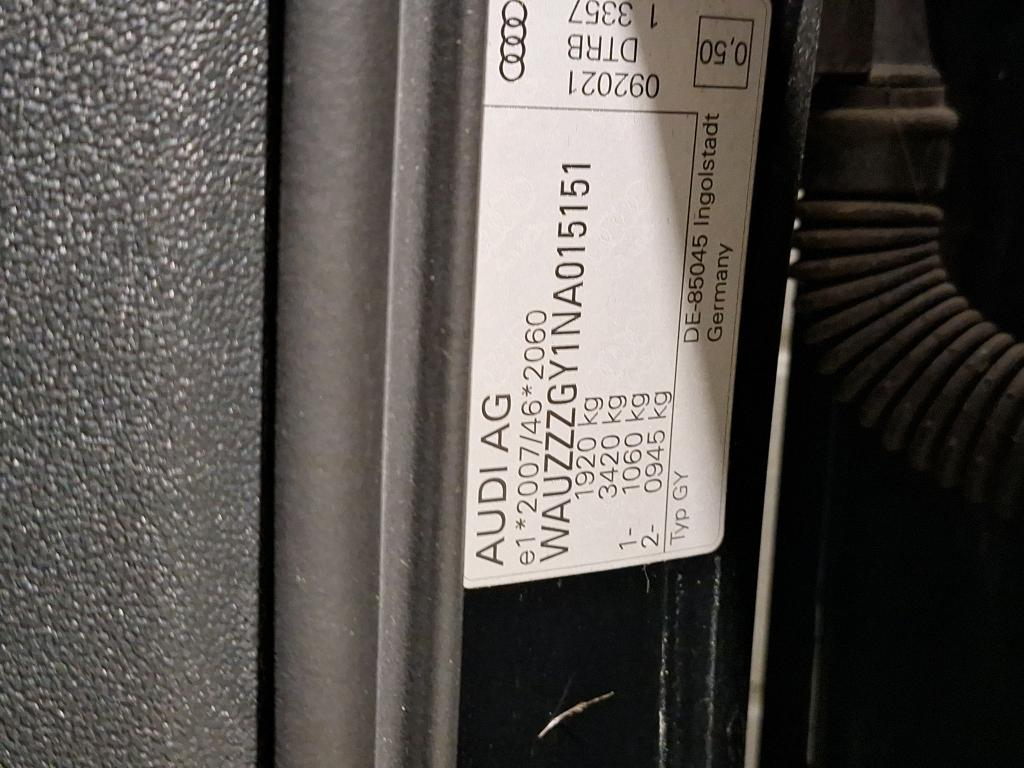 AUDI AG
e1*2007/46*2060
WAUZZZGY1NA015151
1920 kg
3420 kg
1- 1060 kg
2- 0945 kg
Typ GY
DE-85045 Ingolstadt
Germany
092021
DTRB
1 3357
0,50